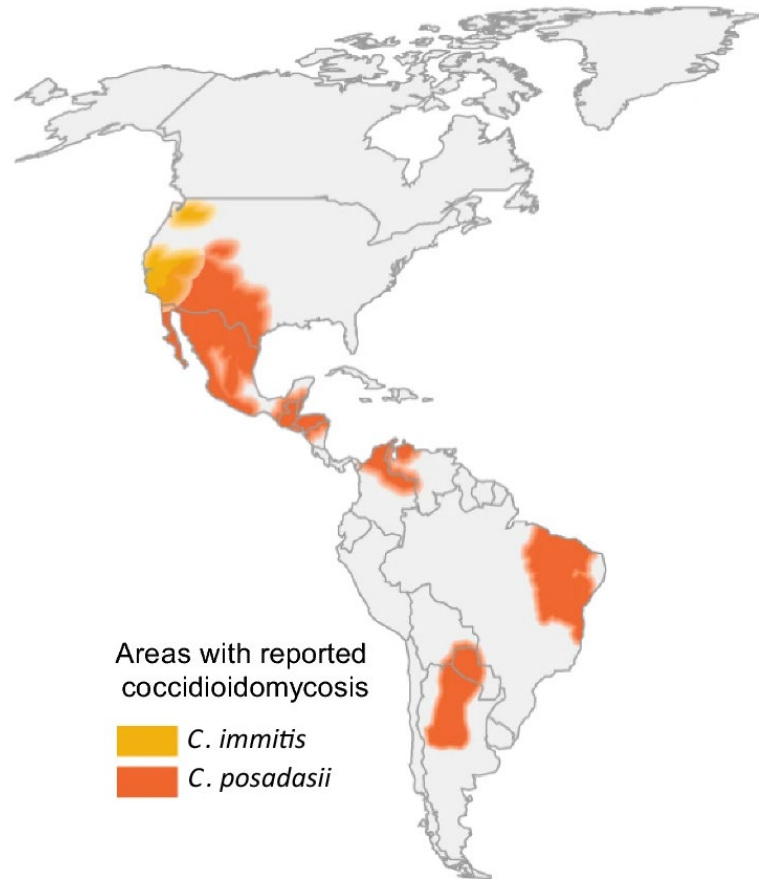 Areas with reported
coccidioidomycosis
C. immitis
C. posadasii